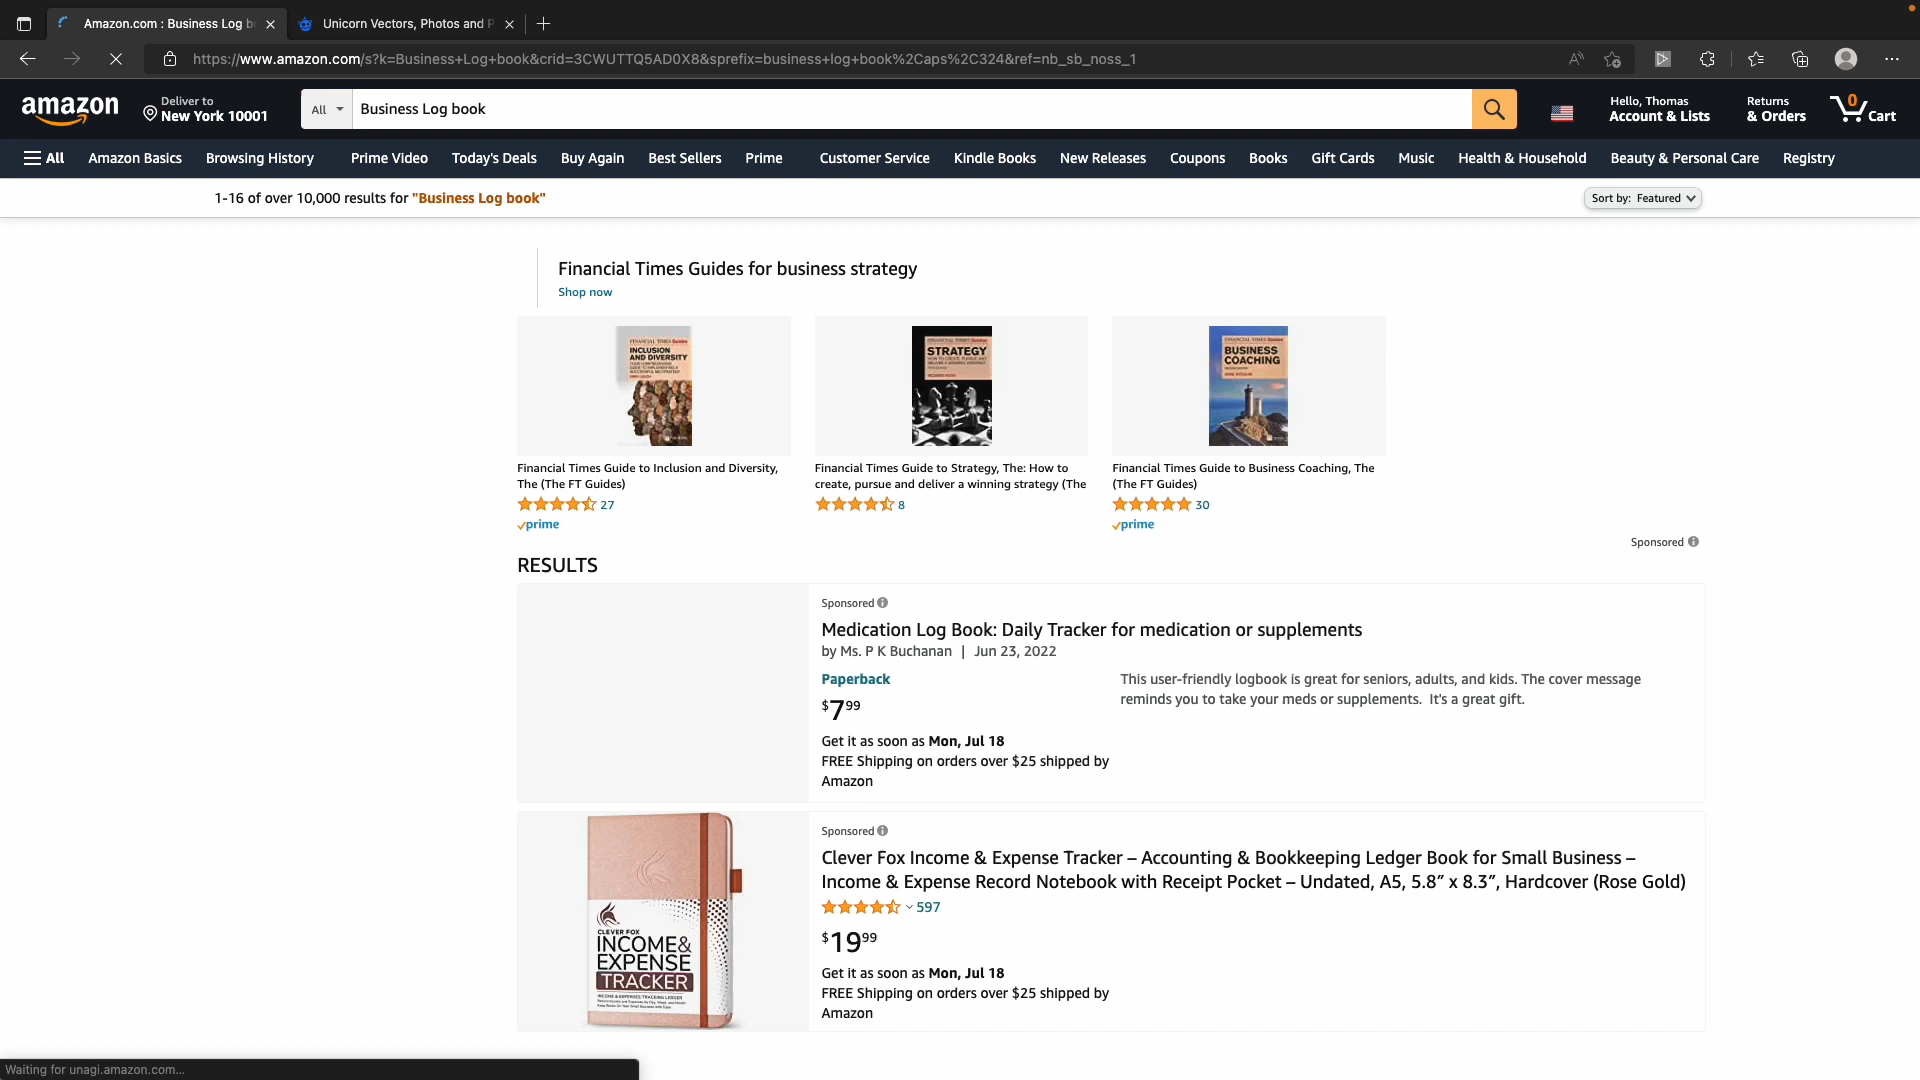 Amazon.com : Business Log b
Unicorn Vectors, Photos and P
https://www.amazon.com/s?k=Business+Log+book&crid=3CWUTTQ5AD0X8&sprefix=business+log+book%2Caps%2C324&ref=nb_sb_noss_1
amazon
Deliver to
New York 10001
All
Business Log book
Hello, Thomas
Account & Lists
Returns
& Orders
0
Cart
All Amazon Basics Browsing History Prime Video Today's Deals Buy Again Best Sellers Prime Customer Service Kindle Books New Releases Coupons Books Gift Cards Music Health & Household Beauty & Personal Care Registry
1-16 of over 10,000 results for "Business Log book"
Sort by: Featured
Financial Times Guides for business strategy
Shop now
FINANCIAL TIMES Guides
INCLUSION
AND DIVERSITY
FINANCIAL TIMES Guides
STRATEGY
FINANCIAL TIMES Guides
BUSINESS
COACHING
Financial Times Guide to Inclusion and Diversity,
The (The FT Guides)
27
prime
Financial Times Guide to Strategy, The: How to
create, pursue and deliver a winning strategy (The
8
Financial Times Guide to Business Coaching, The
(The FT Guides)
30
prime
Sponsored
RESULTS
Sponsored
Medication Log Book: Daily Tracker for medication or supplements
by Ms. P K Buchanan | Jun 23, 2022
Paperback
$7 99
Get it as soon as Mon, Jul 18
FREE Shipping on orders over $25 shipped by
Amazon
This user-friendly logbook is great for seniors, adults, and kids. The cover message
reminds you to take your meds or supplements. It's a great gift.
CLEVER FOX
INCOME&
EXPENSE
TRACKER
INCOME & EXPENSES TRACKING LEDGER
Sponsored
Clever Fox Income & Expense Tracker – Accounting & Bookkeeping Ledger Book for Small Business –
Income & Expense Record Notebook with Receipt Pocket – Undated, A5, 5.8″ x 8.3″, Hardcover (Rose Gold)
597
$19 99
Get it as soon as Mon, Jul 18
FREE Shipping on orders over $25 shipped by
Amazon
Waiting for unagi.amazon.com...